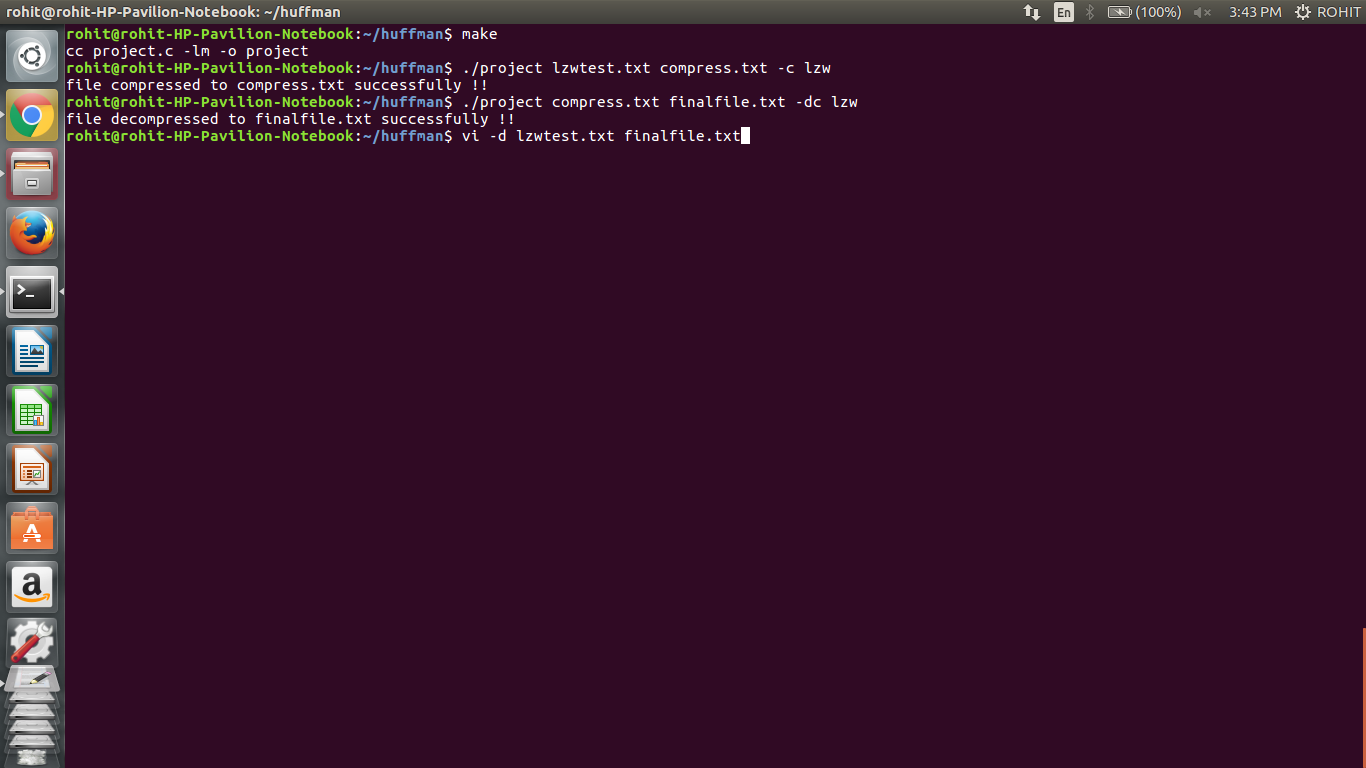 rohit@rohit-HP-Pavilion-Notebook: ~/huffman En (100%) 3:43 PM ROHIT
rohit@rohit-HP-Pavilion-Notebook:~/huffman$ make
cc project.c -lm -o project
rohit@rohit-HP-Pavilion-Notebook:~/huffman$ ./project lzwtest.txt compress.txt -c lzw
file compressed to compress.txt successfully !!
rohit@rohit-HP-Pavilion-Notebook:~/huffman$ ./project compress.txt finalfile.txt -dc lzw
file decompressed to finalfile.txt successfully !!
rohit@rohit-HP-Pavilion-Notebook:~/huffman$ vi -d lzwtest.txt finalfile.txt